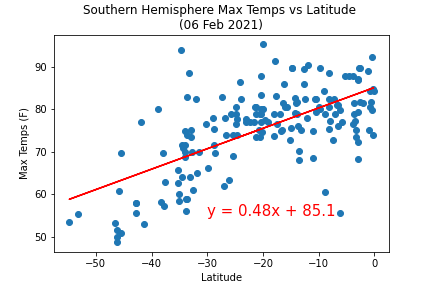 Southern Hemisphere Max Temps vs Latitude
(06 Feb 2021)
90
80
70
60
50
Max Temps (F)
y = 0.48x + 85.1
−50
−40
−30
−20
−10
0
Latitude